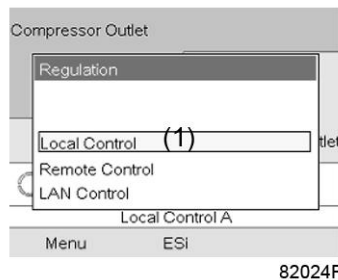 Compressor Outlet
Regulation
Local Control (1)
tlet
Remote Control
LAN Control
Local Control A
Menu ESi
82024F